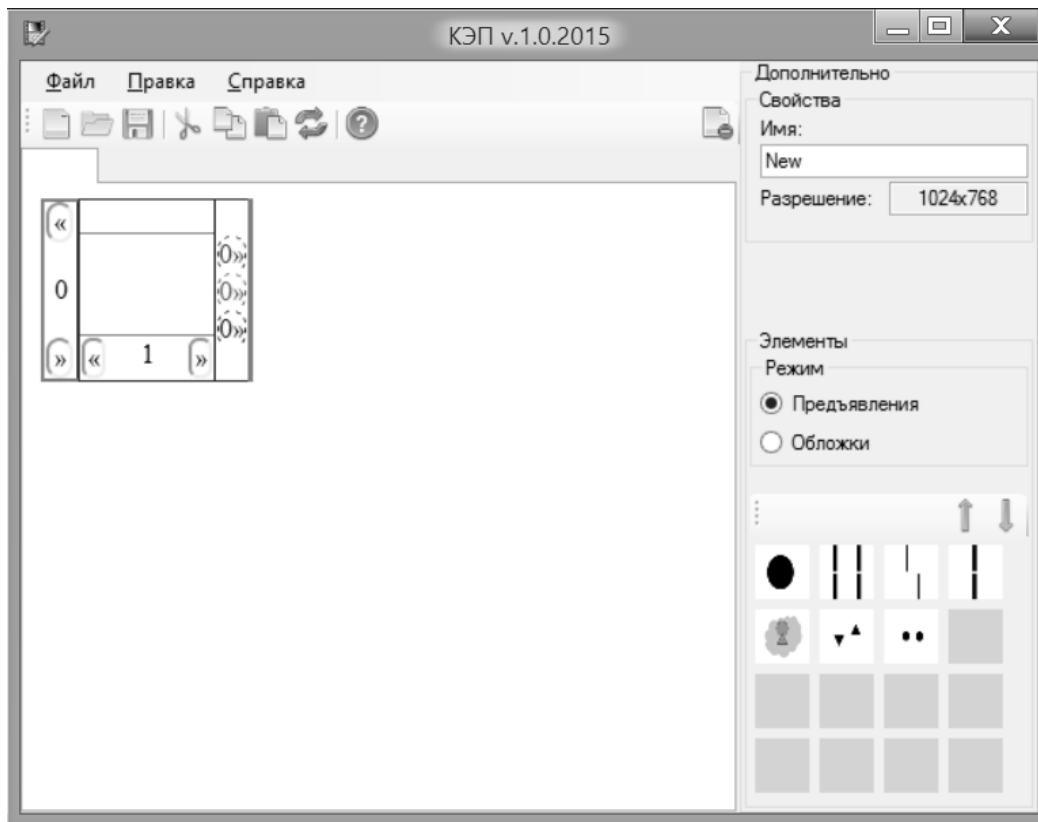 КЭП v.1.0.2015
Файл Правка Справка
Дополнительно
Свойства
Имя:
New
Разрешение: 1024x768
«
0»
0 0»
0»
» « 1 »
Элементы
Режим
Предъявления
Обложки